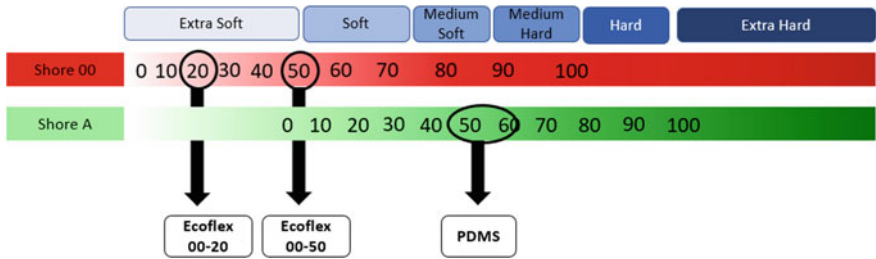 Extra Soft
Soft
Medium
Soft
Medium
Hard
Hard
Extra Hard
Shore 00
0 10 20 30 40 50 60 70 80 90 100
Shore A
0 10 20 30 40 50 60 70 80 90 100
Ecoflex
00-20
Ecoflex
00-50
PDMS